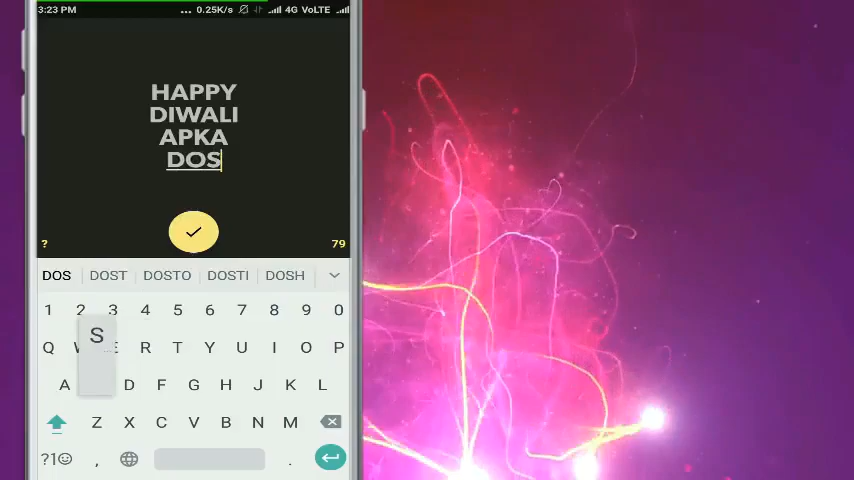 3:23 PM ... 0.25K/s 4G VoLTE
HAPPY
DIWALI
APKA
DOS
? 79
DOS DOST DOSTO DOSTI DOSH
1 2 3 4 5 6 7 8 9 0
Q W E R T Y U I O P
S
A D F G H J K L
Z X C V B N M
?1 , .